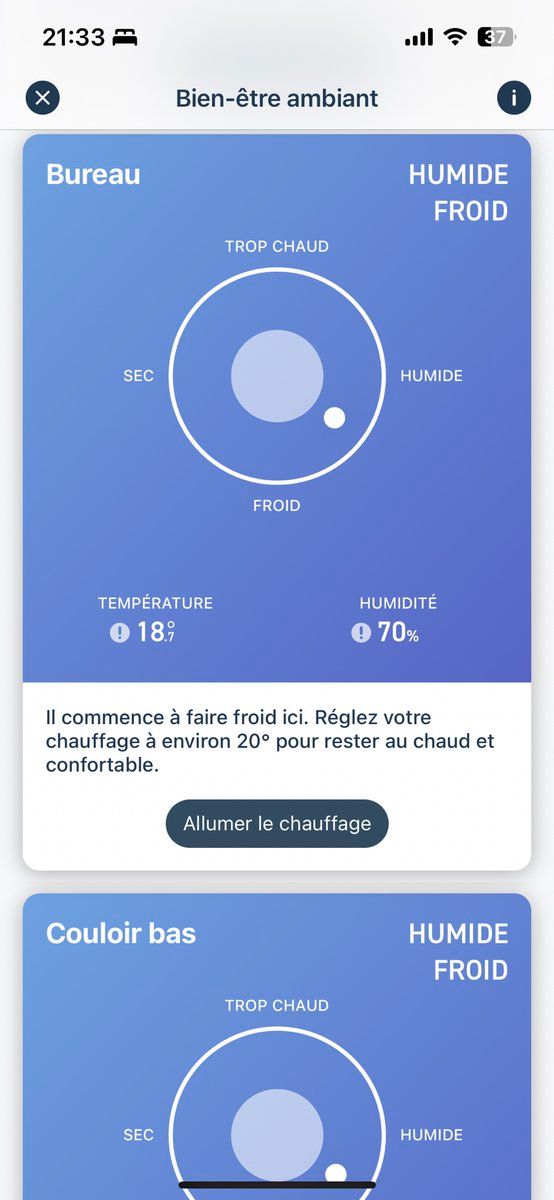 21:33
37
Bien-être ambiant
Bureau
HUMIDE
FROID
TROP CHAUD
SEC
HUMIDE
FROID
TEMPÉRATURE
HUMIDITÉ
18.7°
70%
Il commence à faire froid ici. Réglez votre
chauffage à environ 20° pour rester au chaud et
confortable.
Allumer le chauffage
Couloir bas
HUMIDE
FROID
TROP CHAUD
SEC
HUMIDE